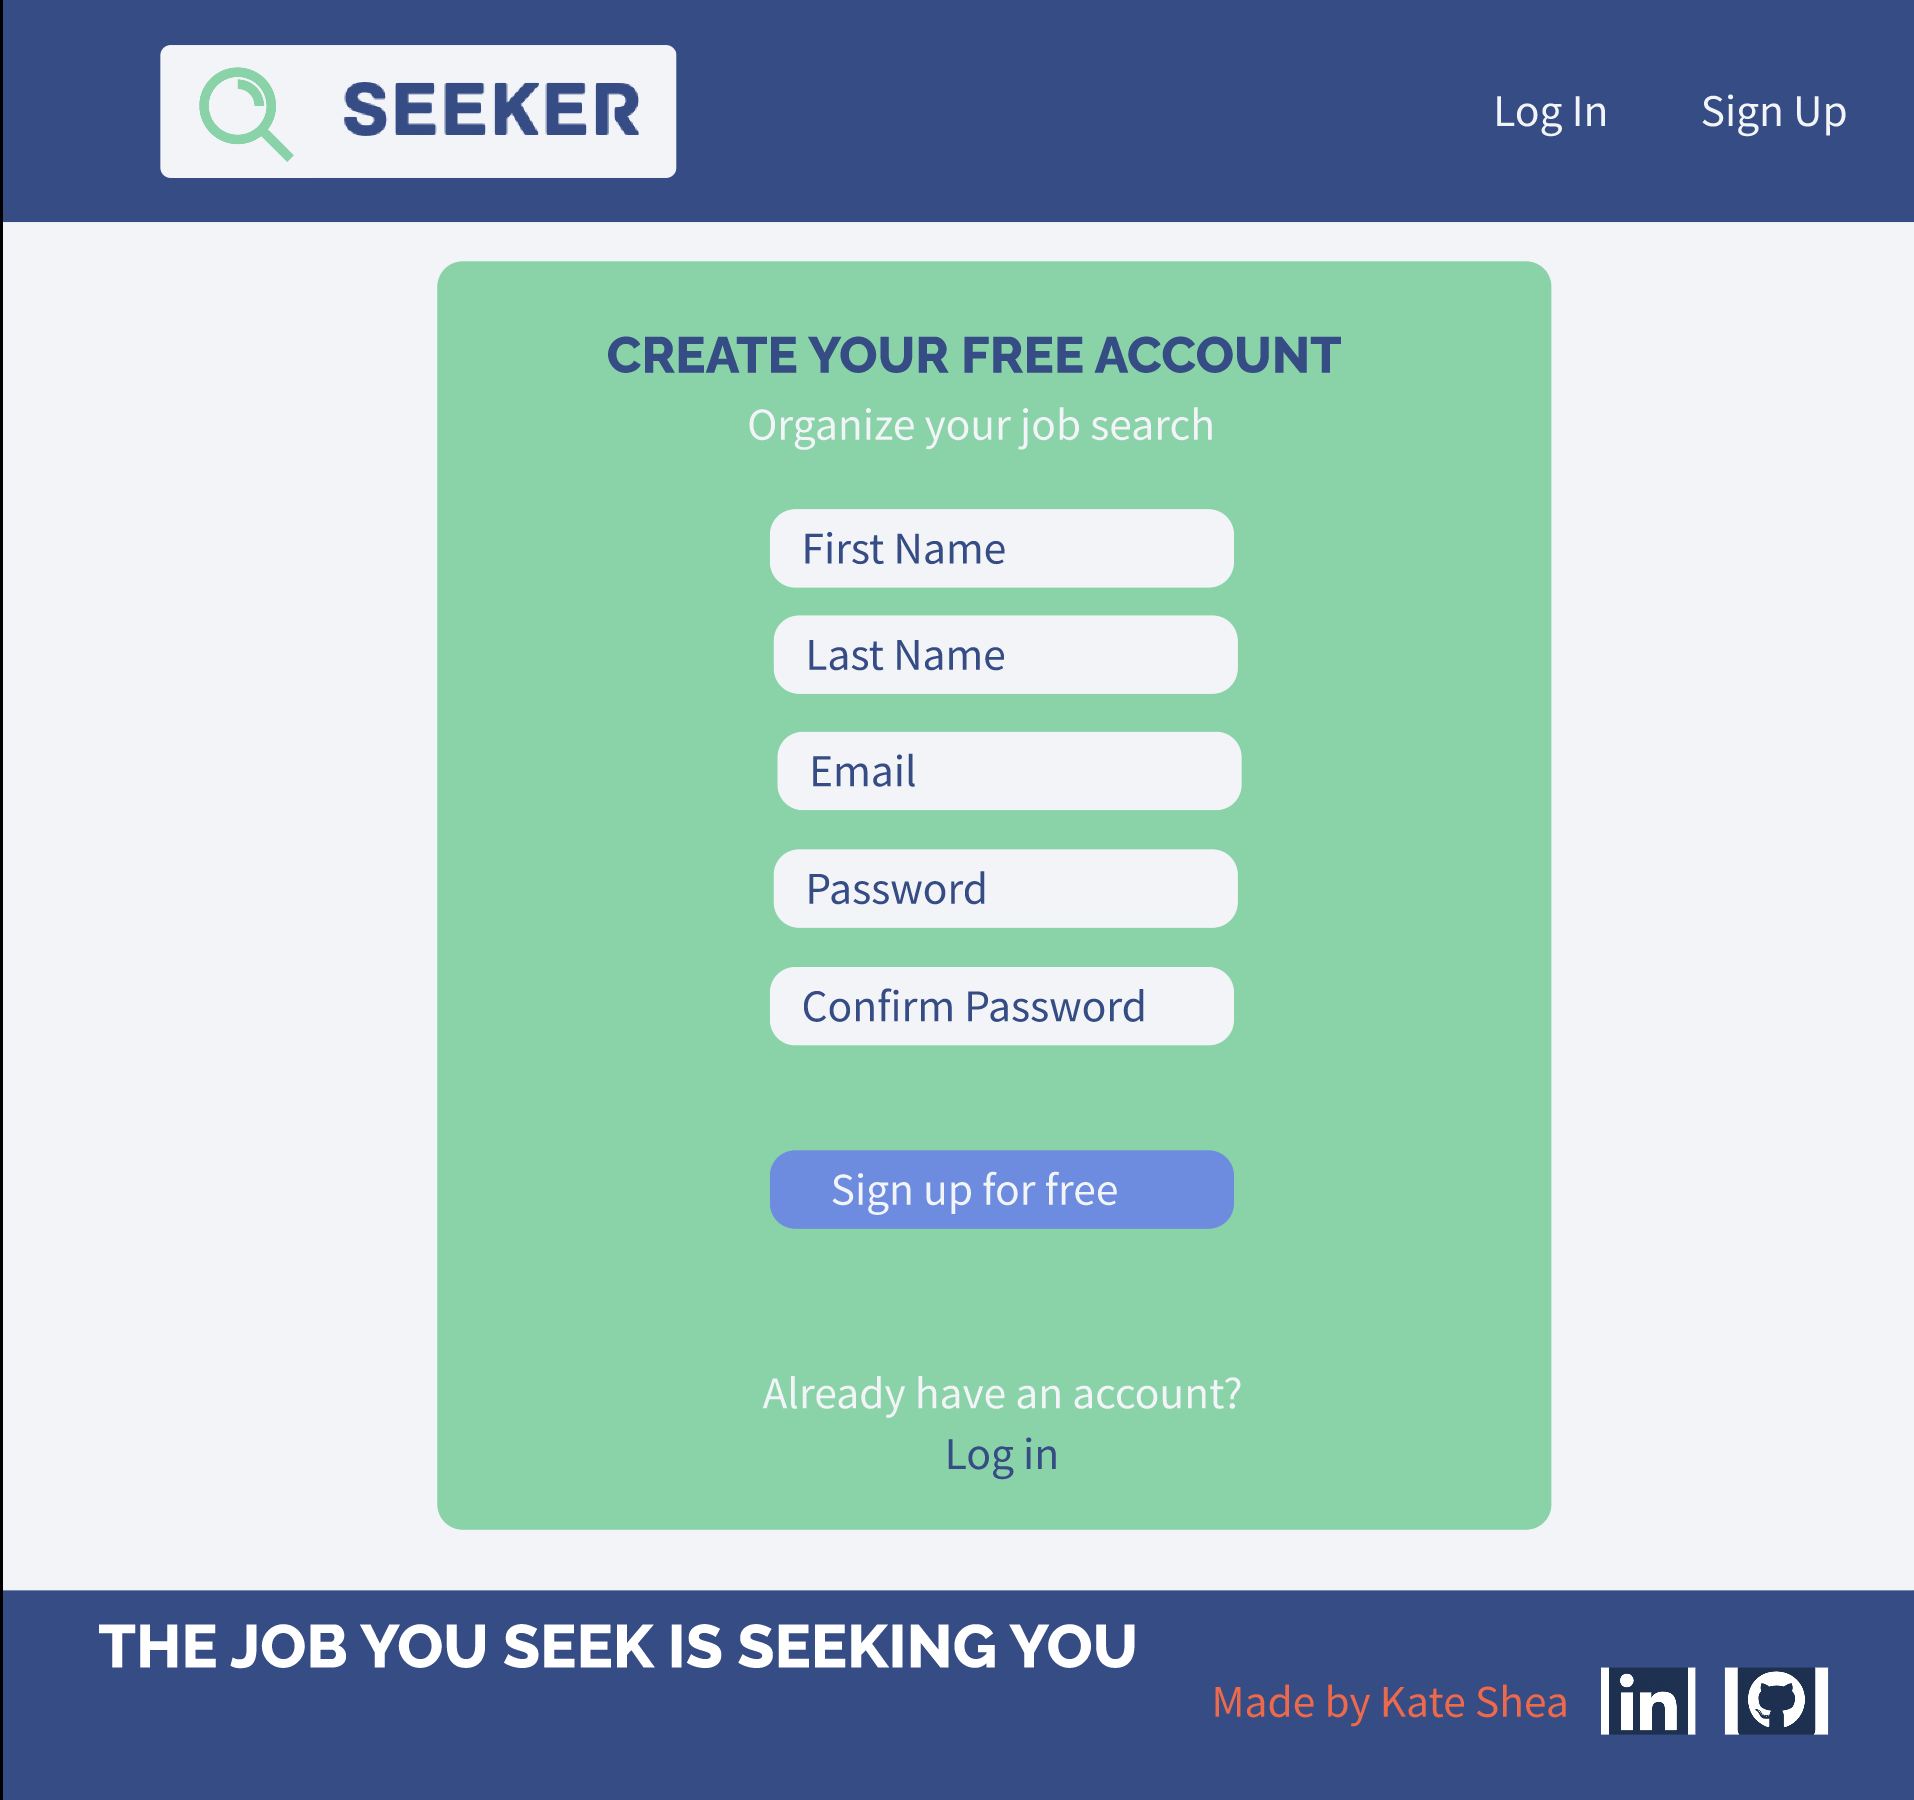 SEEKER
Log In
Sign Up
CREATE YOUR FREE ACCOUNT
Organize your job search
First Name
Last Name
Email
Password
Confirm Password
Sign up for free
Already have an account?
Log in
THE JOB YOU SEEK IS SEEKING YOU
Made by Kate Shea
in